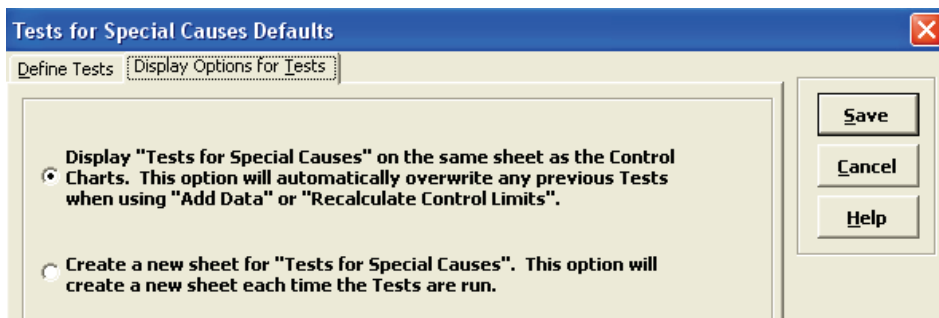 Tests for Special Causes Defaults
Define Tests
Display Options for Tests
Display "Tests for Special Causes" on the same sheet as the Control
Charts. This option will automatically overwrite any previous Tests
when using "Add Data" or "Recalculate Control Limits".
Create a new sheet for "Tests for Special Causes". This option will
create a new sheet each time the Tests are run.
Save
Cancel
Help